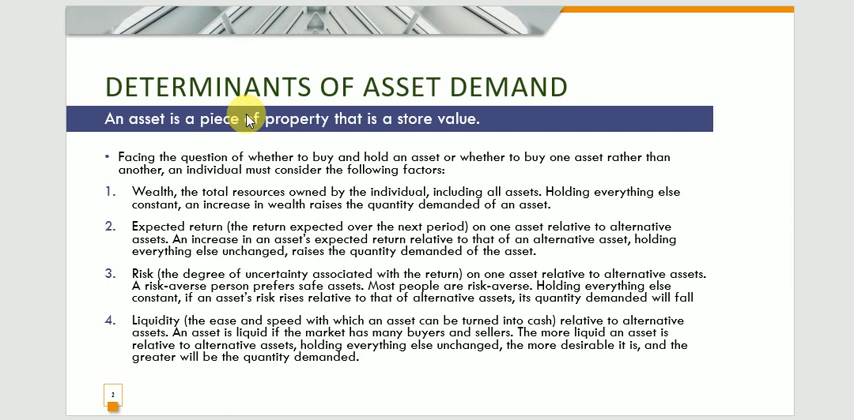 DETERMINANTS OF ASSET DEMAND
An asset is a piece of property that is a store value.
• Facing the question of whether to buy and hold an asset or whether to buy one asset rather than
another, an individual must consider the following factors:
1. Wealth, the total resources owned by the individual, including all assets. Holding everything else
constant, an increase in wealth raises the quantity demanded of an asset.
2. Expected return (the return expected over the next period) on one asset relative to alternative
assets. An increase in an asset's expected return relative to that of an alternative asset, holding
everything else unchanged, raises the quantity demanded of the asset.
3. Risk (the degree of uncertainty associated with the return) on one asset relative to alternative assets.
A risk-averse person prefers safe assets. Most people are risk-averse. Holding everything else
constant, if an asset's risk rises relative to that of alternative assets, its quantity demanded will fall
4. Liquidity (the ease and speed with which an asset can be turned into cash) relative to alternative
assets. An asset is liquid if the market has many buyers and sellers. The more liquid an asset is
relative to alternative assets, holding everything else unchanged, the more desirable it is, and the
greater will be the quantity demanded.
2